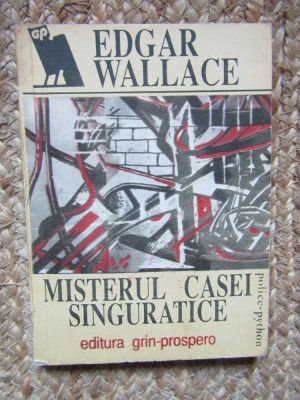 GP
EDGAR
WALLACE
MISTERUL CASEI
SINGURATICE
police-python
editura grin-prospero